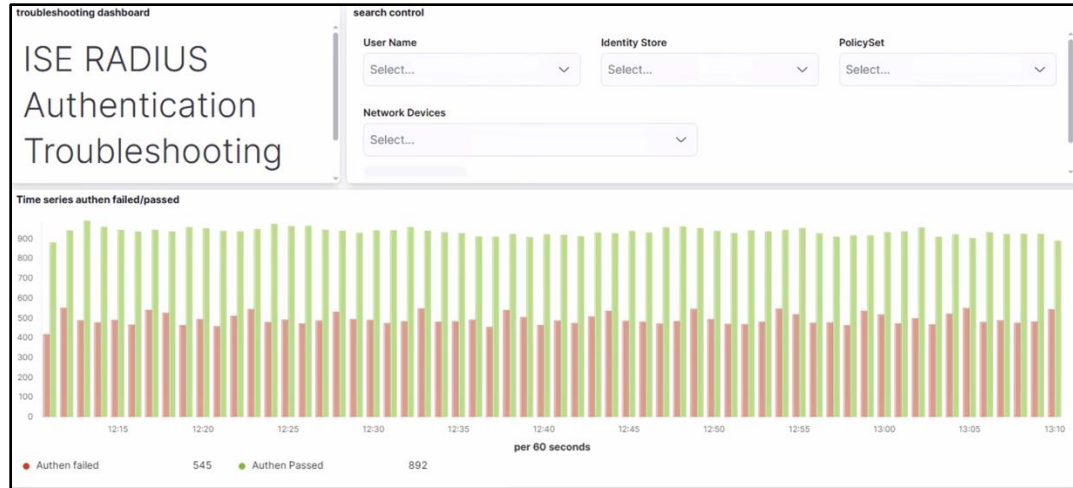 troubleshooting dashboard
ISE RADIUS
Authentication
Troubleshooting
search control
User Name
Select...
Identity Store
Select...
PolicySet
Select...
Network Devices
Select...
Time series authen failed/passed
900
800
700
600
500
400
300
200
100
0
12:15 12:20 12:25 12:30 12:35 12:40 12:45 12:50 12:55 13:00 13:05 13:10
per 60 seconds
Authen failed 545 Authen Passed 892